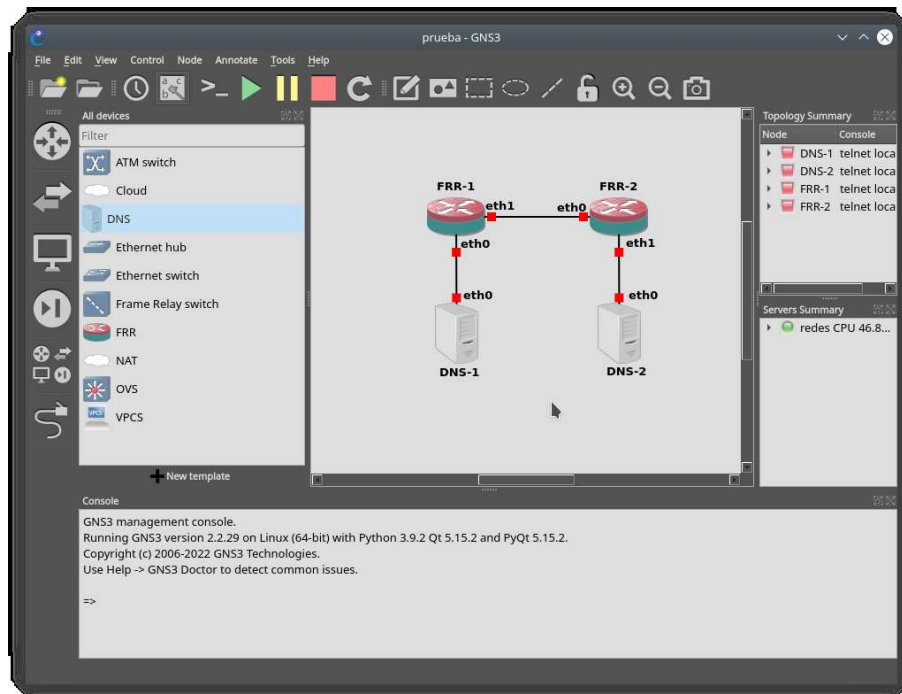 prueba - GNS3
File Edit View Control Node Annotate Tools Help
All devices
Filter
ATM switch
Cloud
DNS
Ethernet hub
Ethernet switch
Frame Relay switch
FRR
NAT
OVS
VPCS
New template
FRR-1
FRR-2
eth1
eth0
eth0
eth1
eth0
eth0
DNS-1
DNS-2
Topology Summary
Node Console
DNS-1 telnet loca
DNS-2 telnet loca
FRR-1 telnet loca
FRR-2 telnet loca
Servers Summary
redes CPU 46.8...
Console
GNS3 management console.
Running GNS3 version 2.2.29 on Linux (64-bit) with Python 3.9.2 Qt 5.15.2 and PyQt 5.15.2.
Copyright (c) 2006-2022 GNS3 Technologies.
Use Help -> GNS3 Doctor to detect common issues.
=>